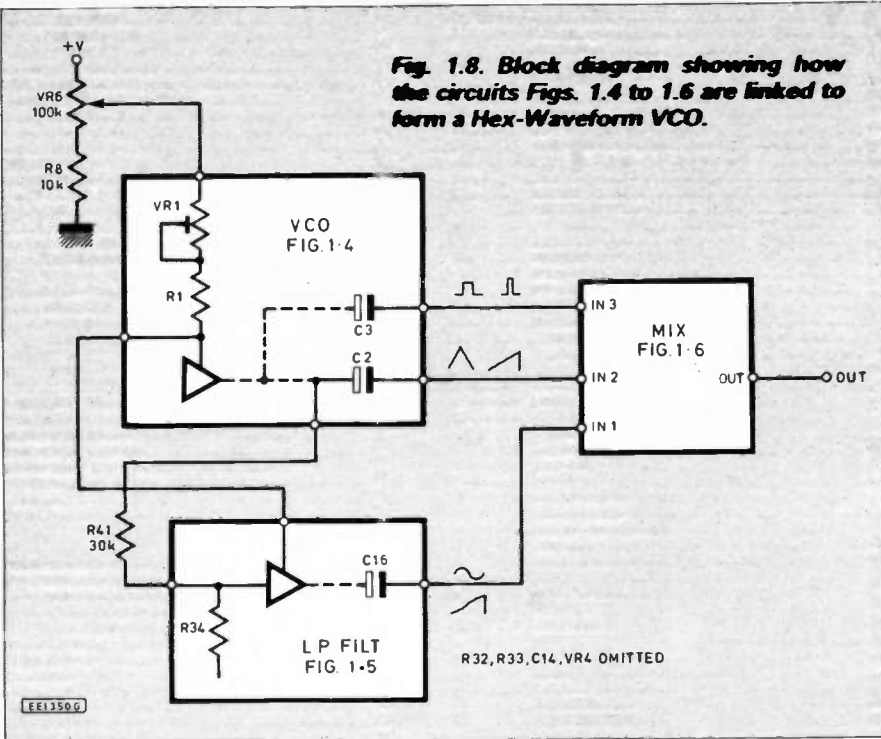 +V
Fig. 1.8. Block diagram showing how
the circuits Figs. 1.4 to 1.6 are linked to
form a Hex-Waveform VCO.
VR6
100k
R8
10k
VR1
VCO
FIG.1·4
R1
C3
C2
IN 3
MIX
FIG.1·6
IN 2
OUT
OUT
IN 1
R41
30k
C16
R34
LP FILT
FIG. 1·5
R32,R33,C14,VR4 OMITTED
EE1350G